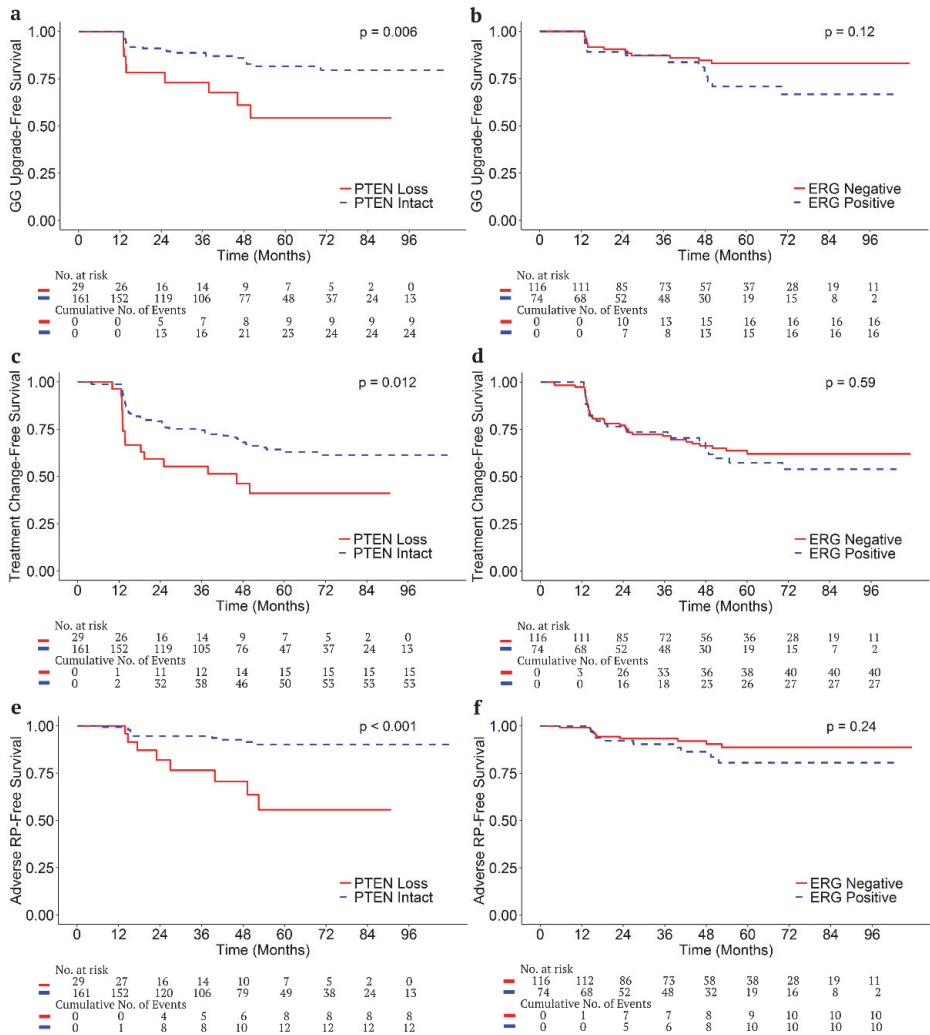 a
GG Upgrade-Free Survival
1.00
0.75
0.50
0.25
0.00
p = 0.006
PTEN Loss
PTEN Intact
0 12 24 36 48 60 72 84 96
Time (Months)
No. at risk
29 26 16 14 9 7 5 2 0
161 152 119 106 77 48 37 24 13
Cumulative No. of Events
0 0 5 7 8 9 9 9 9
0 0 13 16 21 23 24 24 24
b
GG Upgrade-Free Survival
1.00
0.75
0.50
0.25
0.00
p = 0.12
ERG Negative
ERG Positive
0 12 24 36 48 60 72 84 96
Time (Months)
No. at risk
116 111 85 73 57 37 28 19 11
74 68 52 48 30 19 15 8 2
Cumulative No. of Events
0 0 10 13 15 16 16 16 16
0 0 7 8 13 15 16 16 16
c
Treatment Change-Free Survival
1.00
0.75
0.50
0.25
0.00
p = 0.012
PTEN Loss
PTEN Intact
0 12 24 36 48 60 72 84 96
Time (Months)
No. at risk
29 26 16 14 9 7 5 2 0
161 152 119 105 76 47 37 24 13
Cumulative No. of Events
0 1 11 12 14 15 15 15 15
0 2 32 38 46 50 53 53 53
d
Treatment Change-Free Survival
1.00
0.75
0.50
0.25
0.00
p = 0.59
ERG Negative
ERG Positive
0 12 24 36 48 60 72 84 96
Time (Months)
No. at risk
116 111 85 72 56 36 28 19 11
74 68 52 48 30 19 15 7 2
Cumulative No. of Events
0 3 26 33 36 38 40 40 40
0 0 16 18 23 26 27 27 27
e
Adverse RP-Free Survival
1.00
0.75
0.50
0.25
0.00
p < 0.001
PTEN Loss
PTEN Intact
0 12 24 36 48 60 72 84 96
Time (Months)
No. at risk
29 27 16 14 10 7 5 2 0
161 152 120 106 79 49 38 24 13
Cumulative No. of Events
0 0 4 5 6 8 8 8 8
0 1 8 8 10 12 12 12 12
f
Adverse RP-Free Survival
1.00
0.75
0.50
0.25
0.00
p = 0.24
ERG Negative
ERG Positive
0 12 24 36 48 60 72 84 96
Time (Months)
No. at risk
116 112 86 73 58 38 28 19 11
74 68 52 48 32 19 16 8 2
Cumulative No. of Events
0 1 7 7 8 9 10 10 10
0 0 5 6 8 10 10 10 10